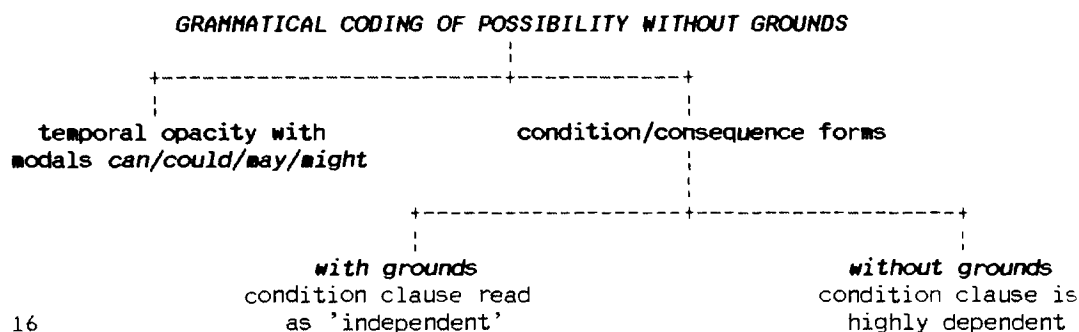 GRAMMATICAL CODING OF POSSIBILITY WITHOUT GROUNDS
temporal opacity with
modals can/could/may/might
condition/consequence forms
with grounds
condition clause read
as 'independent'
without grounds
condition clause is
highly dependent
16